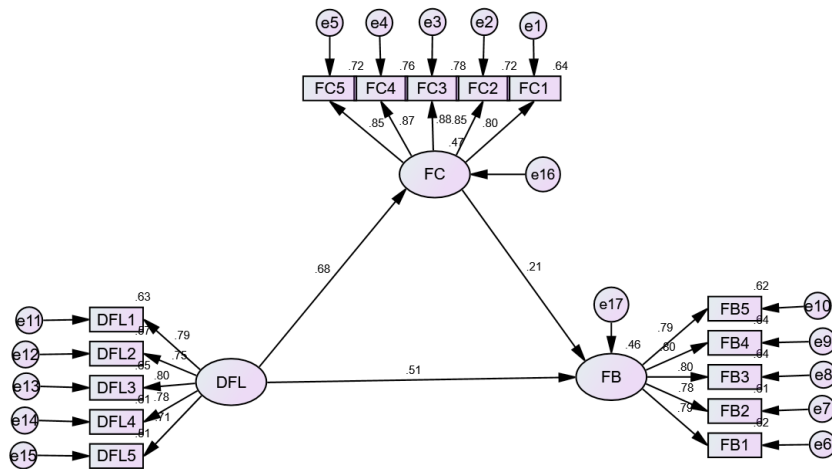 e5 e4 e3 e2 e1
.72 .76 .78 .72 .64
FC5 FC4 FC3 FC2 FC1
.85 .87 .88 .85 .80
.47
FC
e16
.68
.21
e17
.46
.62
FB5
e10
.79
.64
FB4
e9
.80
.64
FB3
e8
.80
.61
FB2
e7
.78
.62
FB1
e6
.79
FB
.51
.63
e11
DFL1
.79
e12
DFL2
.75
.65
e13
DFL3
.80
.61
e14
DFL4
.78
.51
e15
DFL5
.71
DFL